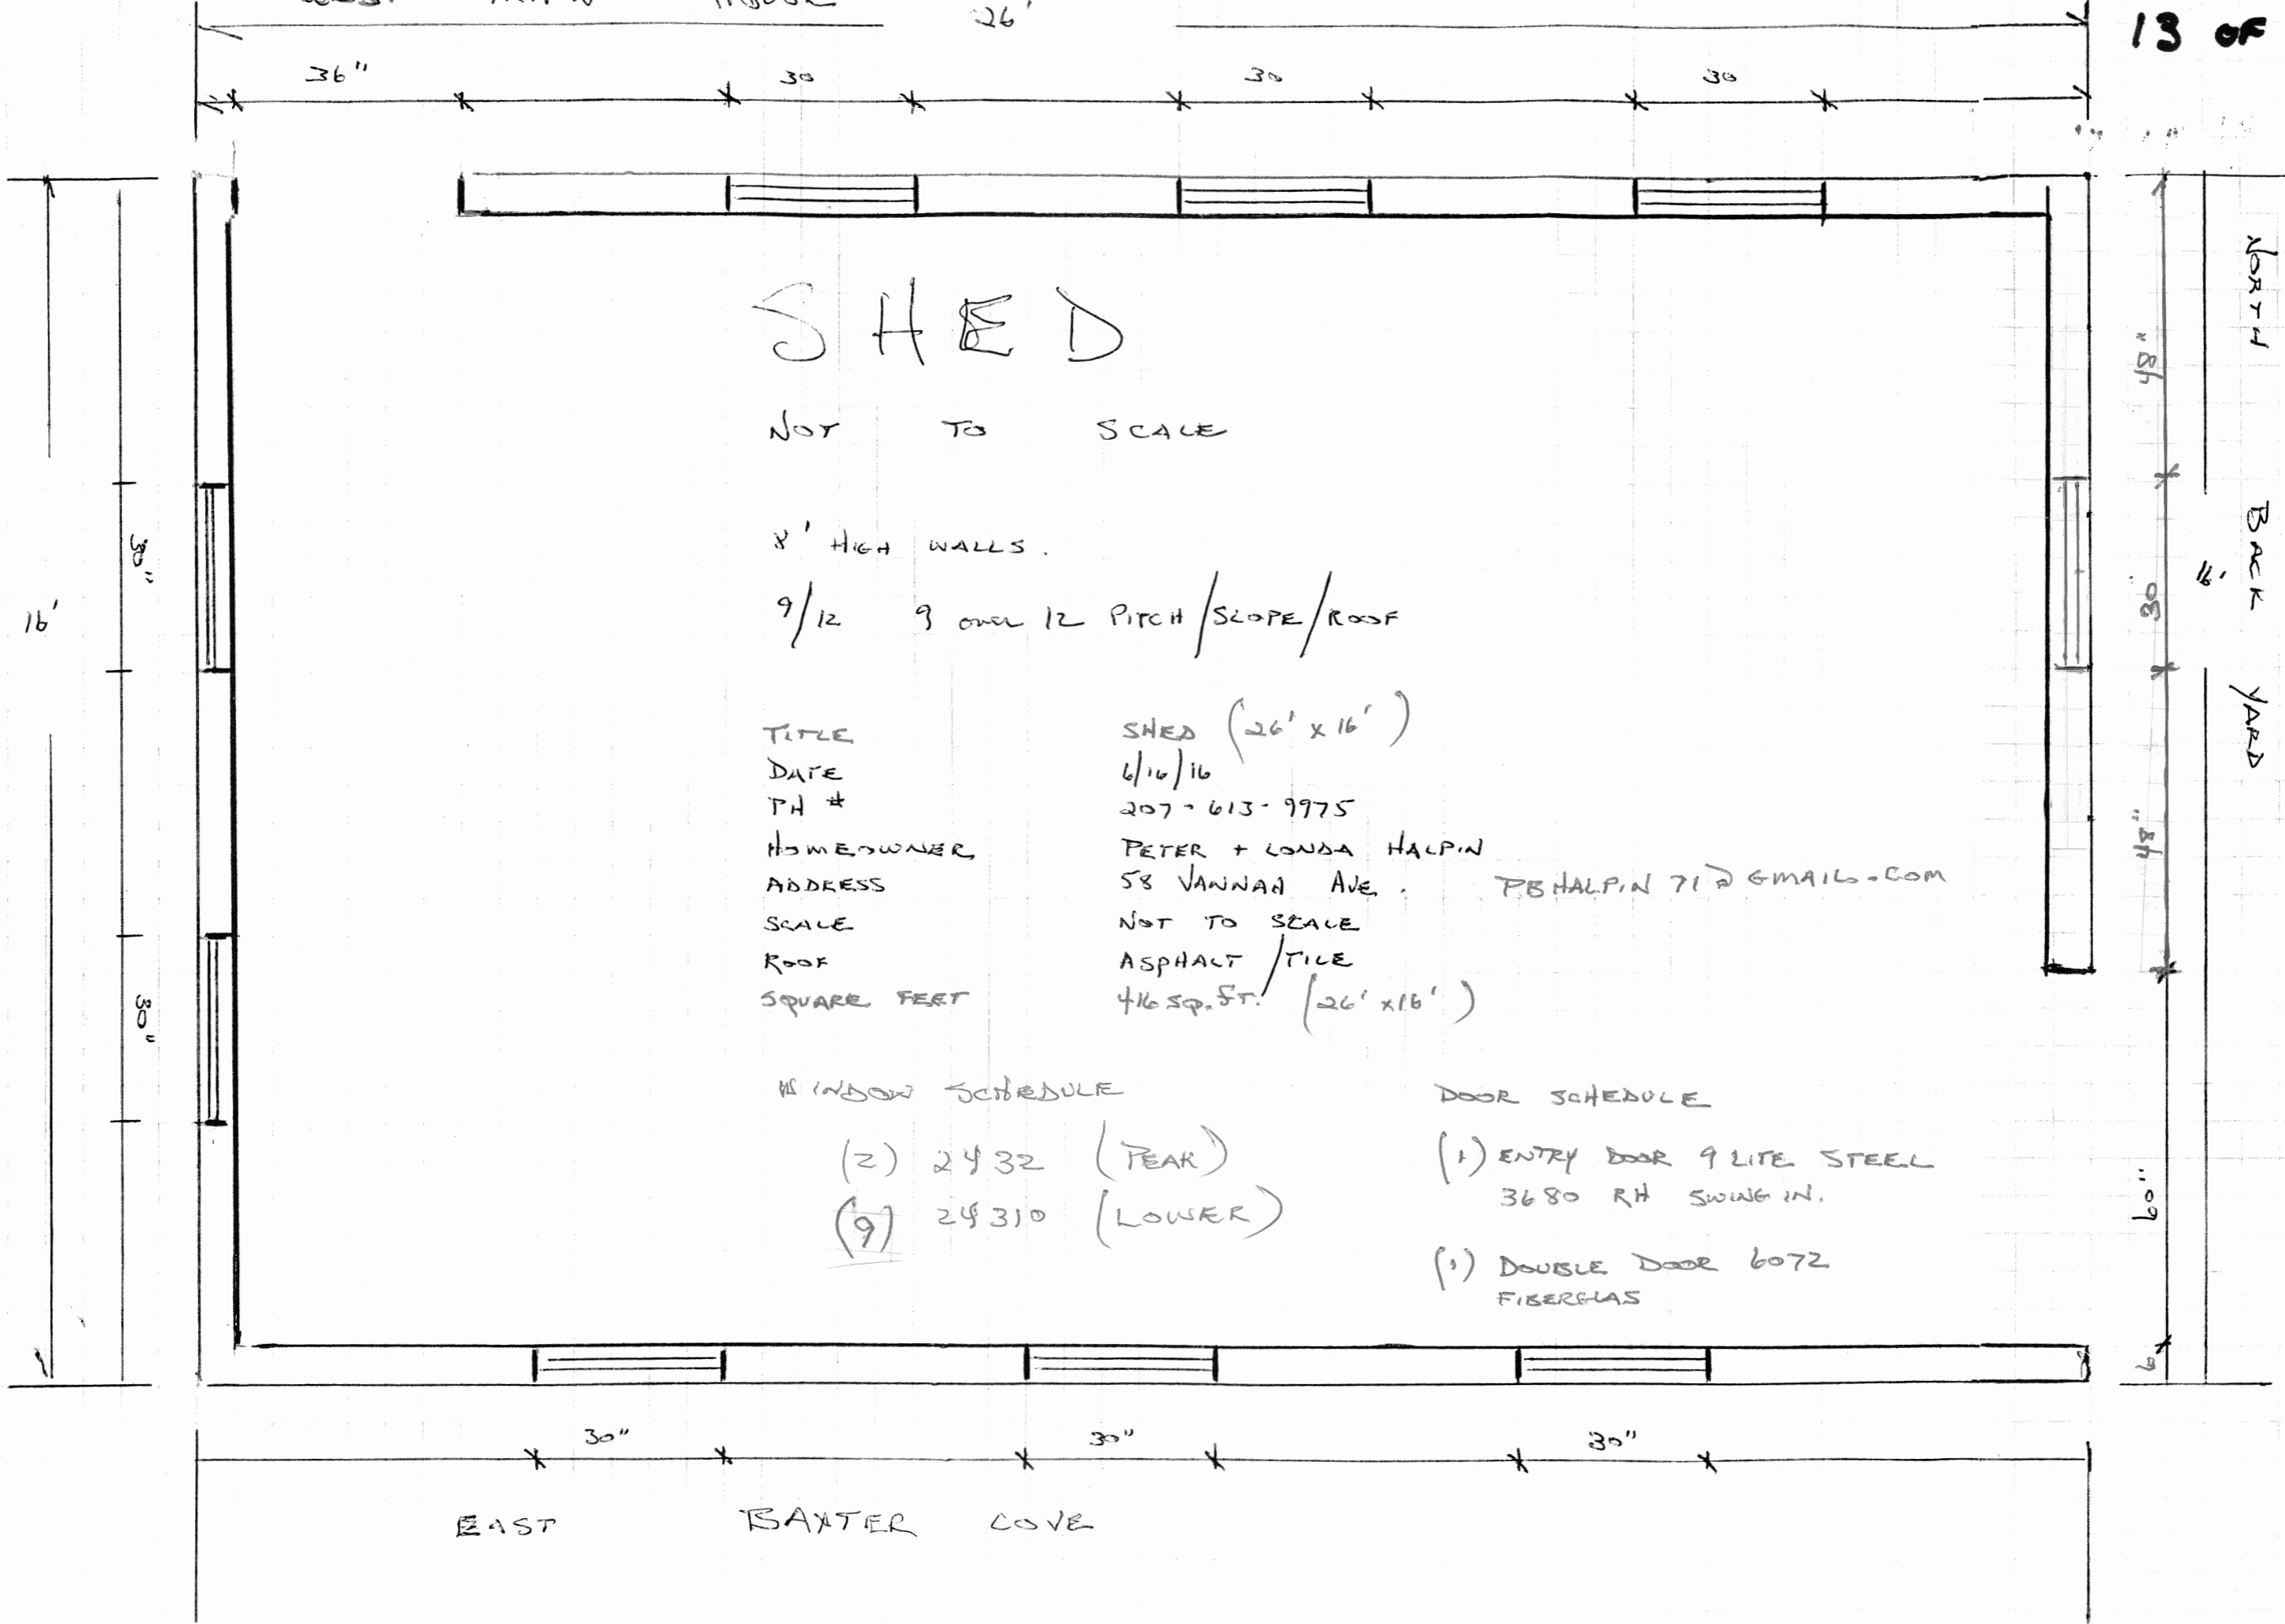 26'
13 OF
36" 30 30 30
SHED
NOT TO SCALE
8' HIGH WALLS.
9/12 9 over 12 PITCH/SLOPE/ROOF
TITLE SHED (26' x 16')
DATE 6/16/16
PH # 207-613-9975
HOMEOWNER PETER + LONDA HALPIN
ADDRESS 58 VANNAH AVE. PBHALPIN71@GMAIL.COM
SCALE NOT TO SCALE
ROOF ASPHALT/TILE
SQUARE FEET 416 SQ.FT. (26' x 16')
WINDOW SCHEDULE
(2) 2432 (PEAK)
(9) 24310 (LOWER)
DOOR SCHEDULE
(1) ENTRY DOOR 9 LITE STEEL
3680 RH SWING IN.
(1) DOUBLE DOOR 6072
FIBERGLAS
16'
30"
30"
48"
30"
48"
60"
6"
16'
NORTH BACK YARD
30" 30" 30"
EAST BAXTER COVE